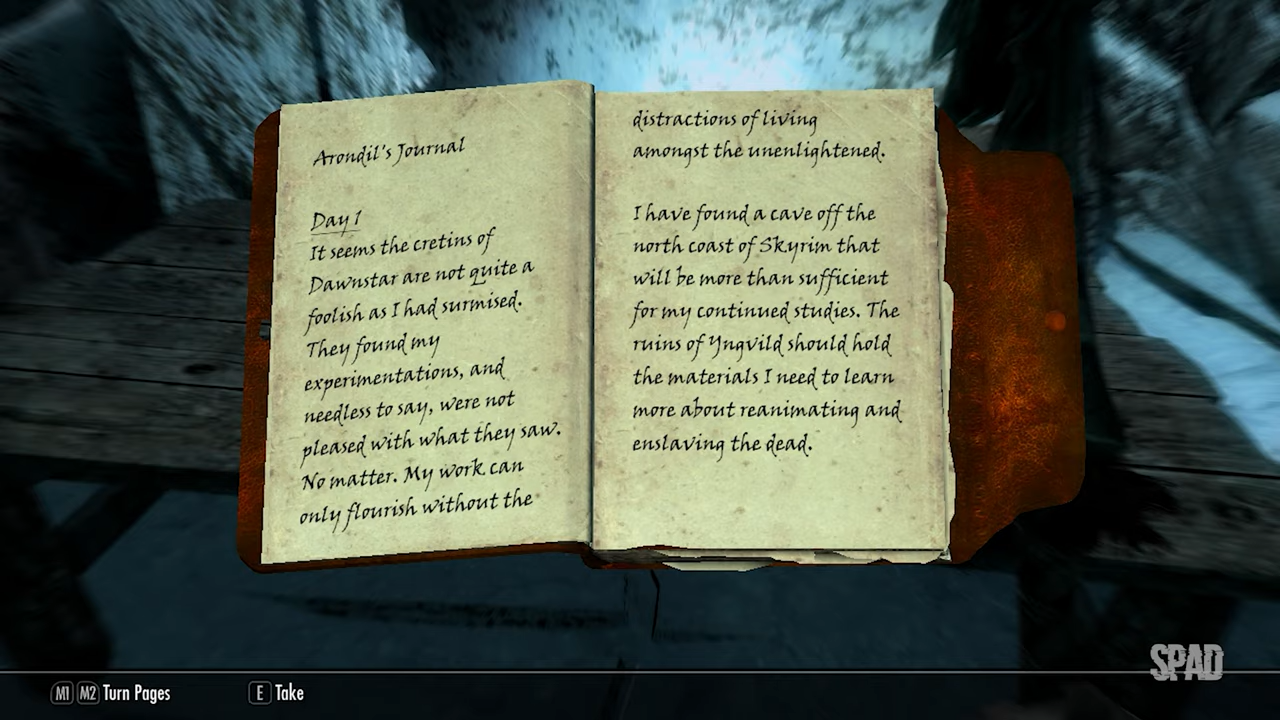 Arondil's Journal
Day 1
It seems the cretins of
Dawnstar are not quite a
foolish as I had surmised.
They found my
experimentations, and
needless to say, were not
pleased with what they saw.
No matter. My work can
only flourish without the
distractions of living
amongst the unenlightened.
I have found a cave off the
north coast of Skyrim that
will be more than sufficient
for my continued studies. The
ruins of Yngvild should hold
the materials I need to learn
more about reanimating and
enslaving the dead.
M1 M2 Turn Pages
E Take
SPAD